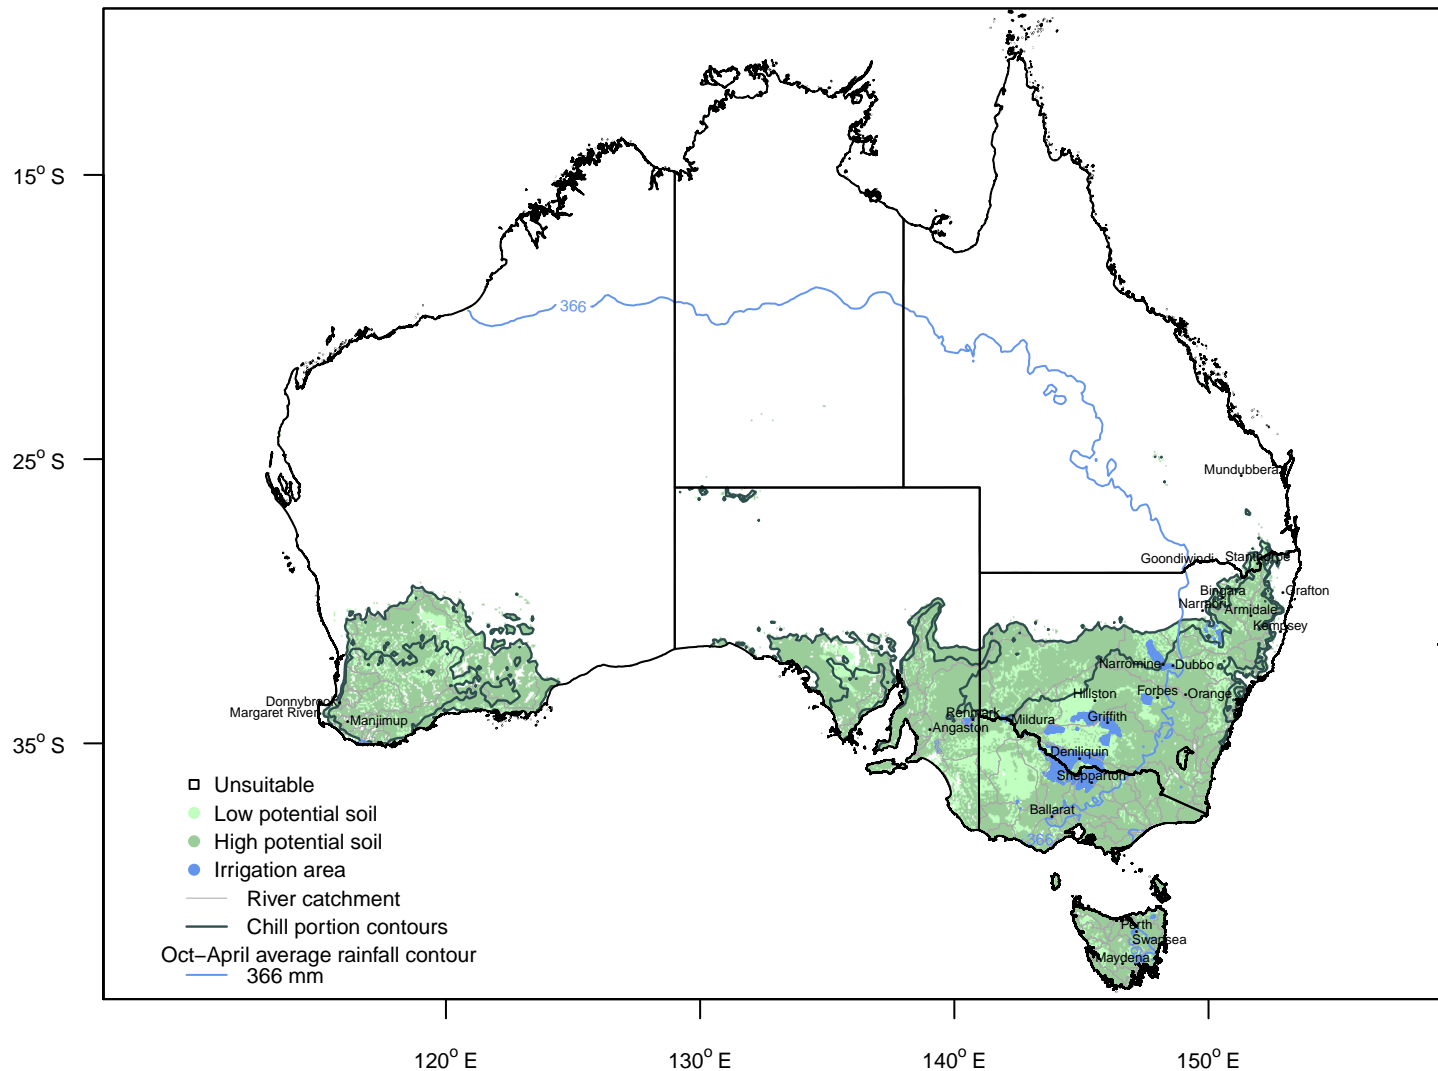 15° S
25° S
35° S
366
Mundubbera
Goondiwindi
Stanthorpe
Bingara
Grafton
Narrabri
Armidale
Kempsey
Narromine
Dubbo
Hillston
Forbes
Orange
Donnybrook
Margaret River
Manjimup
Renmark
Mildura
Griffith
Angaston
Deniliquin
Shepparton
Ballarat
366
Perth
Swansea
Maydena
Unsuitable
Low potential soil
High potential soil
Irrigation area
River catchment
Chill portion contours
Oct−April average rainfall contour
366 mm
120° E
130° E
140° E
150° E